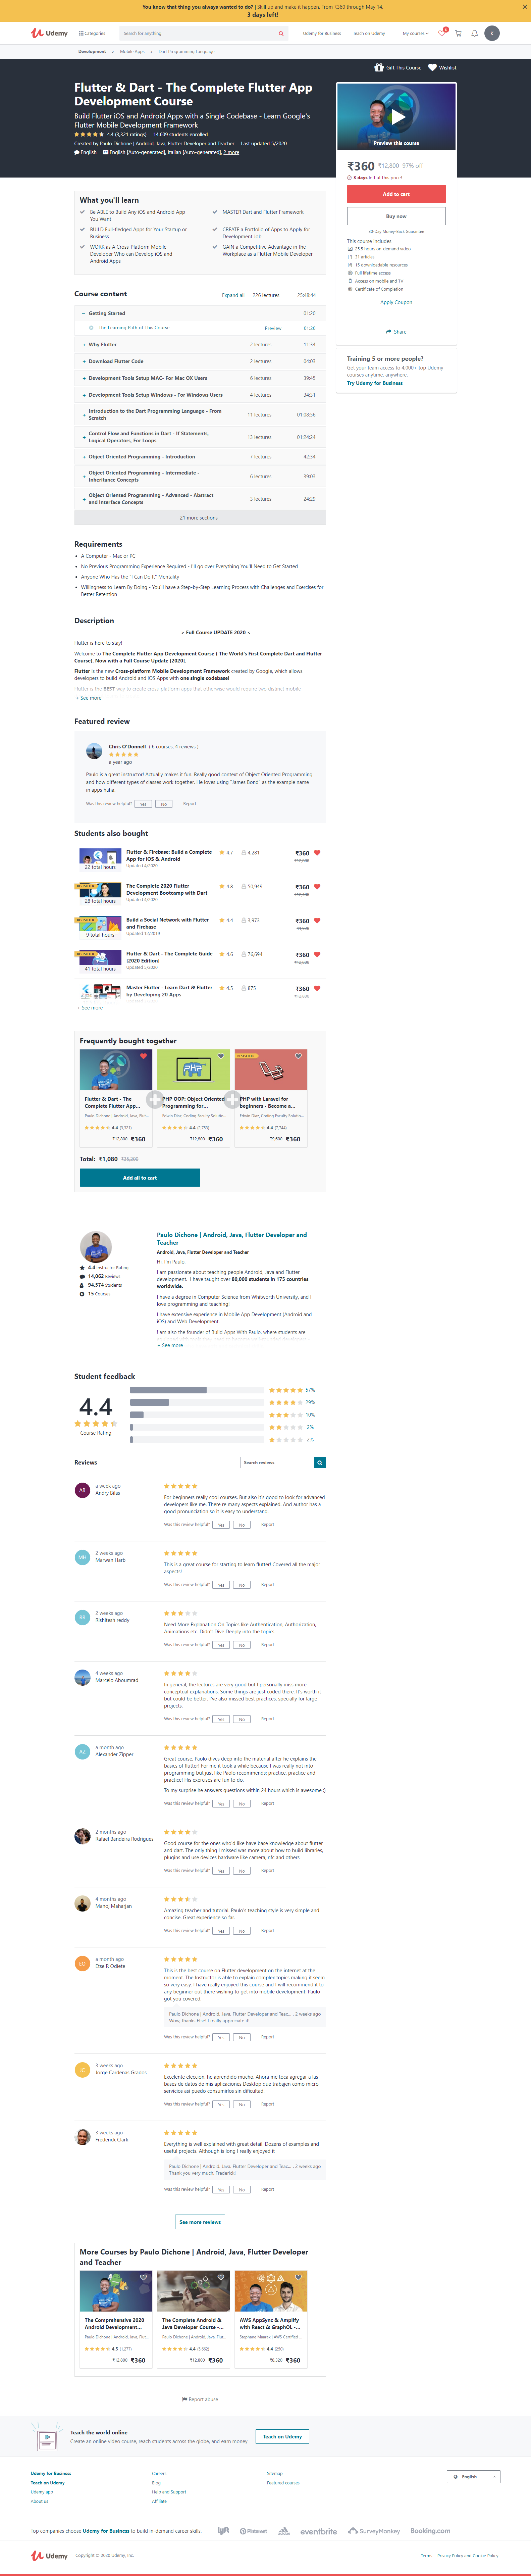 You know that thing you always wanted to do? | Skill up and make it happen. From ₹360 through May 14.
3 days left!
Udemy
Categories
Search for anything
Udemy for Business
Teach on Udemy
My courses
Development
Mobile Apps
Dart Programming Language
Gift This Course
Wishlist
Flutter & Dart - The Complete Flutter App
Development Course
Build Flutter iOS and Android Apps with a Single Codebase - Learn Google's
Flutter Mobile Development Framework
4.4 (3,321 ratings) 14,609 students enrolled
Created by Paulo Dichone | Android, Java, Flutter Developer and Teacher Last updated 5/2020
English English [Auto-generated], Italian [Auto-generated], 2 more
Preview this course
₹360 ₹12,800 97% off
3 days left at this price!
Add to cart
Buy now
30-Day Money-Back Guarantee
This course includes
25.5 hours on-demand video
31 articles
15 downloadable resources
Full lifetime access
Access on mobile and TV
Certificate of Completion
Apply Coupon
Share
Training 5 or more people?
Get your team access to 4,000+ top Udemy
courses anytime, anywhere.
Try Udemy for Business
What you'll learn
Be ABLE to Build Any iOS and Android App
You Want
BUILD Full-fledged Apps for Your Startup or
Business
WORK as A Cross-Platform Mobile
Developer Who can Develop iOS and
Android Apps
MASTER Dart and Flutter Framework
CREATE a Portfolio of Apps to Apply for
Development Job
GAIN a Competitive Advantage in the
Workplace as a Flutter Mobile Developer
Course content
Expand all 226 lectures 25:48:44
Getting Started 01:20
The Learning Path of This Course Preview 01:20
Why Flutter 2 lectures 11:34
Download Flutter Code 2 lectures 04:03
Development Tools Setup MAC- For Mac OX Users 6 lectures 39:45
Development Tools Setup Windows - For Windows Users 4 lectures 34:31
Introduction to the Dart Programming Language - From
Scratch 11 lectures 01:08:56
Control Flow and Functions in Dart - If Statements,
Logical Operators, For Loops 13 lectures 01:24:24
Object Oriented Programming - Introduction 7 lectures 42:34
Object Oriented Programming - Intermediate -
Inheritance Concepts 6 lectures 39:03
Object Oriented Programming - Advanced - Abstract
and Interface Concepts 3 lectures 24:29
21 more sections
Requirements
A Computer - Mac or PC
No Previous Programming Experience Required - I'll go over Everything You'll Need to Get Started
Anyone Who Has the "I Can Do It" Mentality
Willingness to Learn By Doing - You'll Have a Step-by-Step Learning Process with Challenges and Exercises for
Better Retention
Description
Full Course UPDATE 2020
Flutter is here to stay!
Welcome to The Complete Flutter App Development Course ( The World's First Complete Dart and Flutter
Course). Now with a Full Course Update [2020].
Flutter is the new Cross-platform Mobile Development Framework created by Google, which allows
developers to build Android and iOS Apps with one single codebase!
Flutter is the BEST way to create cross-platform apps that otherwise would require two distinct mobile
+ See more
Featured review
Chris O'Donnell ( 6 courses, 4 reviews )
a year ago
Paulo is a great instructor! Actually makes it fun. Really good context of Object Oriented Programming
and how different types of classes work together. He loves using "James Bond" as the example name
in apps haha.
Was this review helpful? Yes No Report
Students also bought
Flutter & Firebase: Build a Complete
App for iOS & Android
22 total hours
Updated 4/2020
4.7 4,281 ₹360
₹12,800
BESTSELLER
The Complete 2020 Flutter
Development Bootcamp with Dart
28 total hours
Updated 4/2020
4.8 50,949 ₹360
BESTSELLER
Build a Social Network with Flutter
and Firebase
9 total hours
Updated 12/2019
4.4 3,973 ₹360
BESTSELLER
Flutter & Dart - The Complete Guide
[2020 Edition]
41 total hours
Updated 5/2020
4.6 76,694 ₹360
₹12,800
Master Flutter - Learn Dart & Flutter
by Developing 20 Apps
4.5 875 ₹360
+ See more
Frequently bought together
Flutter & Dart - The
Complete Flutter App...
Paulo Dichone | Android, Java, Flut...
4.4 (3,321)
₹12,800 ₹360
PHP OOP: Object Oriented
Programming for...
Edwin Diaz, Coding Faculty Solutio...
4.4 (2,753)
₹12,800 ₹360
BESTSELLER
PHP with Laravel for
beginners - Become a...
Edwin Diaz, Coding Faculty Solutio...
4.4 (7,744)
₹360
Total: ₹1,080
Add all to cart
Paulo Dichone | Android, Java, Flutter Developer and
Teacher
Android, Java, Flutter Developer and Teacher
4.4 Instructor Rating
14,062 Reviews
94,574 Students
15 Courses
Hi, I'm Paulo.
I am passionate about teaching people Android, Java and Flutter
development. I have taught over 80,000 students in 175 countries
worldwide.
I have a degree in Computer Science from Whitworth University, and I
love programming and teaching!
I have extensive experience in Mobile App Development (Android and
iOS) and Web Development.
I am also the founder of Build Apps With Paulo, where students are
+ See more
Student feedback
4.4
Course Rating
57%
29%
10%
2%
2%
Reviews
Search reviews
AB
a week ago
Andry Bilas
For beginners really cool courses. But also it's good to look for advanced
developers like me. There re many aspects explained. And author has a
good pronunciation so it is easy to understand.
Was this review helpful? Yes No Report
MH
2 weeks ago
Marwan Harb
This is a great course for starting to learn flutter! Covered all the major
aspects!
Was this review helpful? Yes No Report
RR
2 weeks ago
Rishitesh reddy
Need More Explanation On Topics like Authentication, Authorization,
Animations etc. Didn't Dive Deeply into the topics.
Was this review helpful? Yes No Report
4 weeks ago
Marcelo Aboumrad
In general, the lectures are very good but I personally miss more
conceptual explanations. Some things are just coded there. It's worth it
but could be better. I've also missed best practices, specially for large
projects.
Was this review helpful? Yes No Report
AZ
a month ago
Alexander Zipper
Great course, Paolo dives deep into the material after he explains the
basics of flutter! For me it took a while because I was really not into
programming but just like Paolo recommends: practice, practice and
practice! His exercises are fun to do.
To my surprise he answers questions within 24 hours which is awesome :)
Was this review helpful? Yes No Report
2 months ago
Rafael Bandeira Rodrigues
Good course for the ones who'd like have base knowledge about flutter
and dart. The only thing I missed was more about how to build libraries,
plugins and use devices hardware like camera, nfc and others
Was this review helpful? Yes No Report
4 months ago
Manoj Maharjan
Amazing teacher and tutorial. Paulo's teaching style is very simple and
concise. Great experience so far.
Was this review helpful? Yes No Report
EO
a month ago
Else R Odiete
This is the best course on Flutter development on the internet at the
moment. The Instructor is able to explain complex topics making it seem
so very easy. I have really enjoyed this course and I will recommend it to
any beginner out there wishing to get into mobile development. Paulo
got you covered.
Paulo Dichone | Android, Java, Flutter Developer and Teac... . 2 weeks ago
Wow, thanks Else! I really appreciate it!
Was this review helpful? Yes No Report
JC
3 weeks ago
Jorge Cardenas Grados
Excelente eleccion, he aprendido mucho. Ahora me toca agregar a las
bases de datos de mis aplicaciones Desktop que trabajen como micro
servicios asi puedo consumirlos sin dificultad.
Was this review helpful? Yes No Report
3 weeks ago
Frederick Clark
Everything is well explained with great detail. Dozens of examples and
useful projects. Although is long I really enjoyed it
Paulo Dichone | Android, Java, Flutter Developer and Teac... . 2 weeks ago
Thank you very much, Frederick!
Was this review helpful? Yes No Report
See more reviews
More Courses by Paulo Dichone | Android, Java, Flutter Developer
and Teacher
The Comprehensive 2020
Android Development...
Paulo Dichone | Android, Java, Flut...
4.5 (1,277)
₹12,800 ₹360
The Complete Android &
Java Developer Course -...
Paulo Dichone | Android, Java, Flut...
4.4 (5,862)
₹12,800 ₹360
AWS AppSync & Amplify
with React & GraphQL -...
Stephane Maarek | AWS Certified ...
4.4 (235)
₹360
Report abuse
Teach the world online
Create an online video course, reach students across the globe, and earn money
Teach on Udemy
Udemy for Business
Teach on Udemy
Udemy app
About us
Careers
Blog
Help and Support
Affiliate
Sitemap
Featured courses
English
Top companies choose Udemy for Business to build in-demand career skills.
lyft
Pinterest
eventbrite
SurveyMonkey
Booking.com
Udemy
Copyright © 2020 Udemy, Inc.
Terms Privacy Policy and Cookie Policy